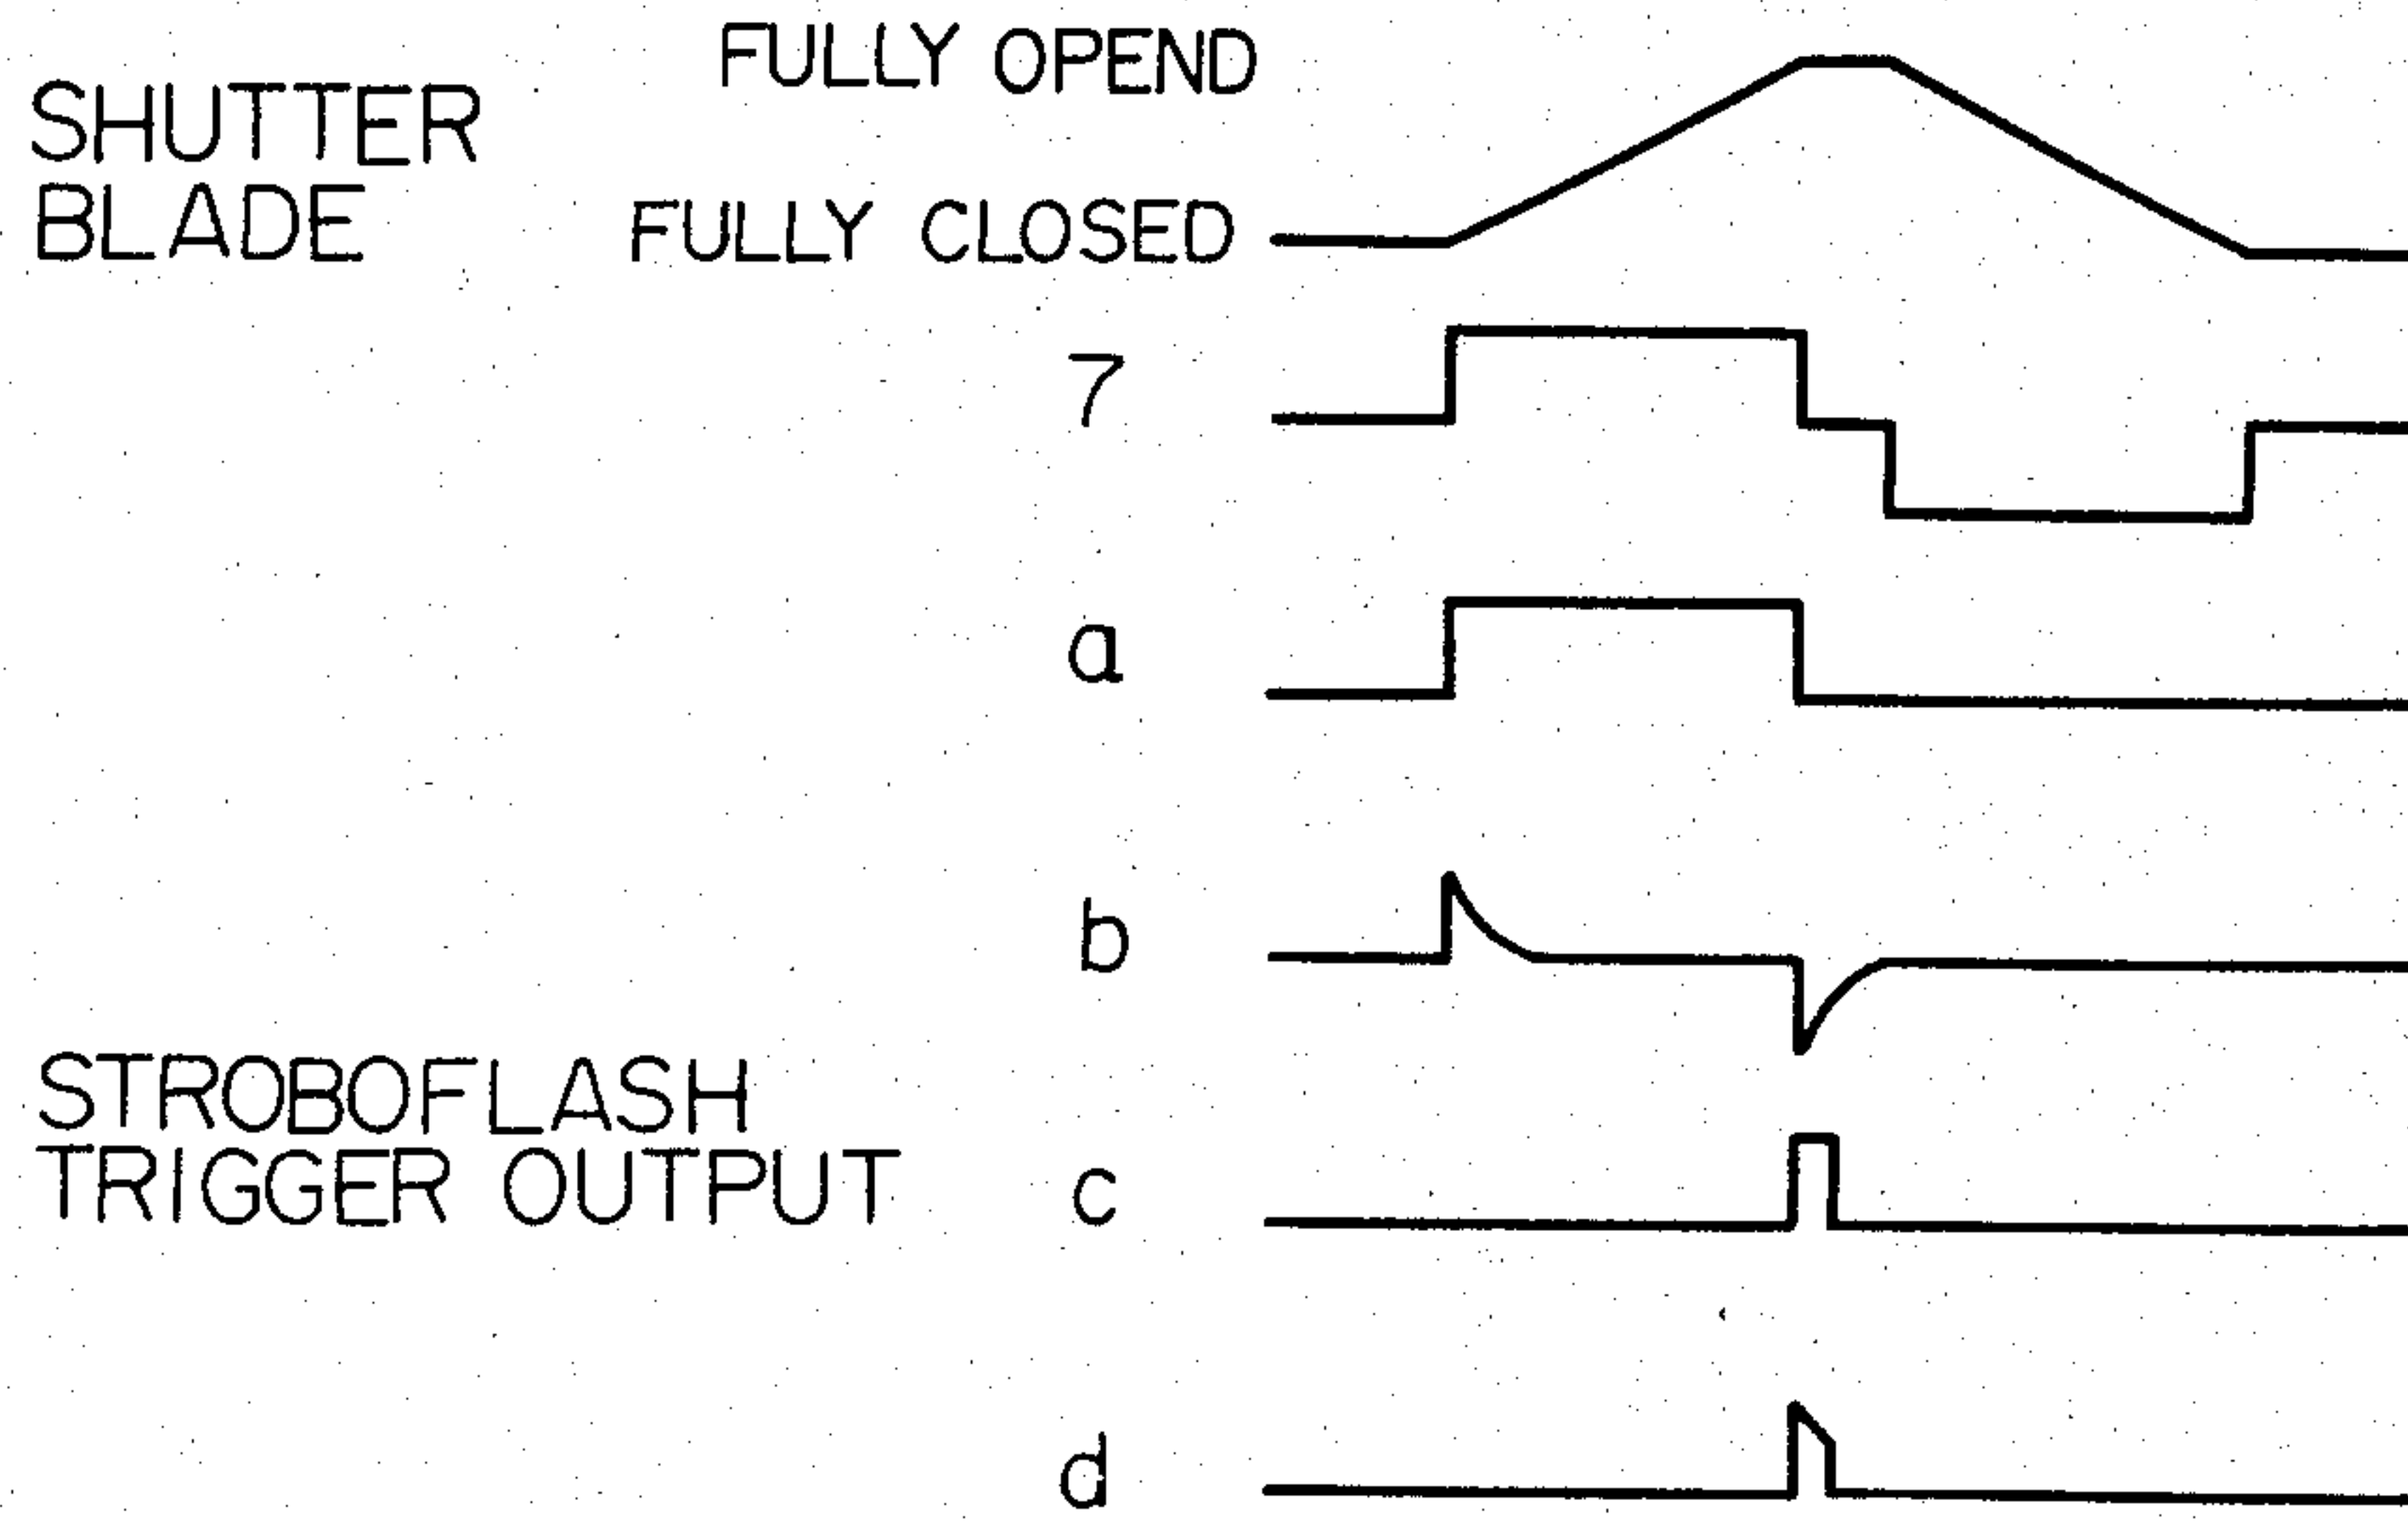 FULLY OPEND
SHUTTER
BLADE
FULLY CLOSED
7
a
b
STROBOFLASH
TRIGGER OUTPUT
c
d